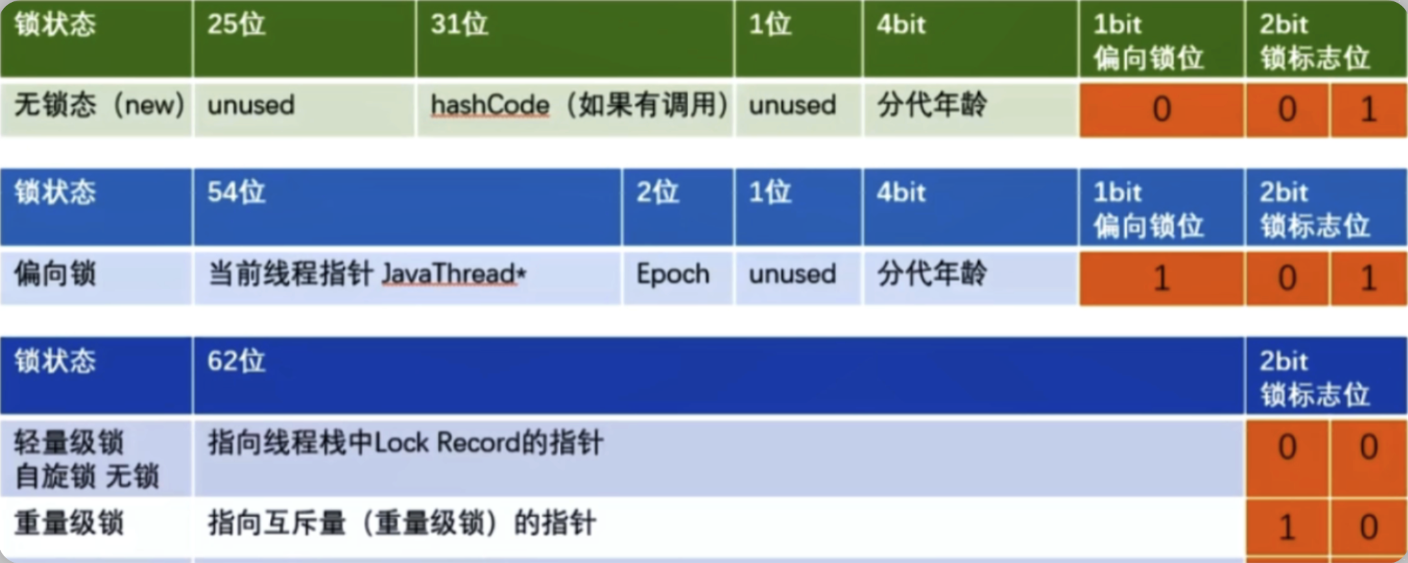 锁状态 25位 31位 1位 4bit 1bit 2bit
偏向锁位 锁标志位
无锁态（new） unused hashCode（如果有调用） unused 分代年龄 0 0 1
锁状态 54位 2位 1位 4bit 1bit 2bit
偏向锁位 锁标志位
偏向锁 当前线程指针 JavaThread* Epoch unused 分代年龄 1 0 1
锁状态 62位 2bit
锁标志位
轻量级锁 指向线程栈中Lock Record的指针 0 0
自旋锁 无锁
重量级锁 指向互斥量（重量级锁）的指针 1 0